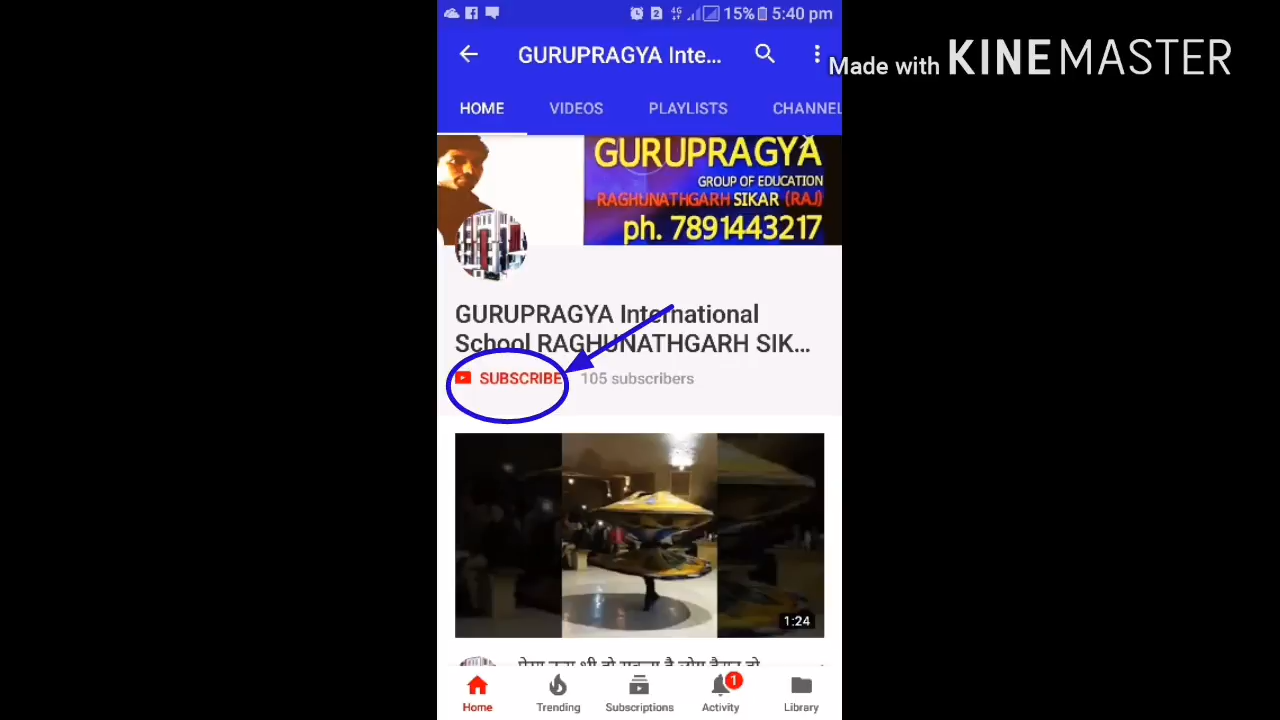 15% 5:40 pm
GURUPRAGYA Inte...
Made with KINEMASTER
HOME VIDEOS PLAYLISTS CHANNEL
GURUPRAGYA
GROUP OF EDUCATION
RAGHUNATHGARH SIKAR (RAJ)
ph. 7891443217
GURUPRAGYA International
School RAGHUNATHGARH SIK...
SUBSCRIBE 105 subscribers
1:24
1
Home Trending Subscriptions Activity Library